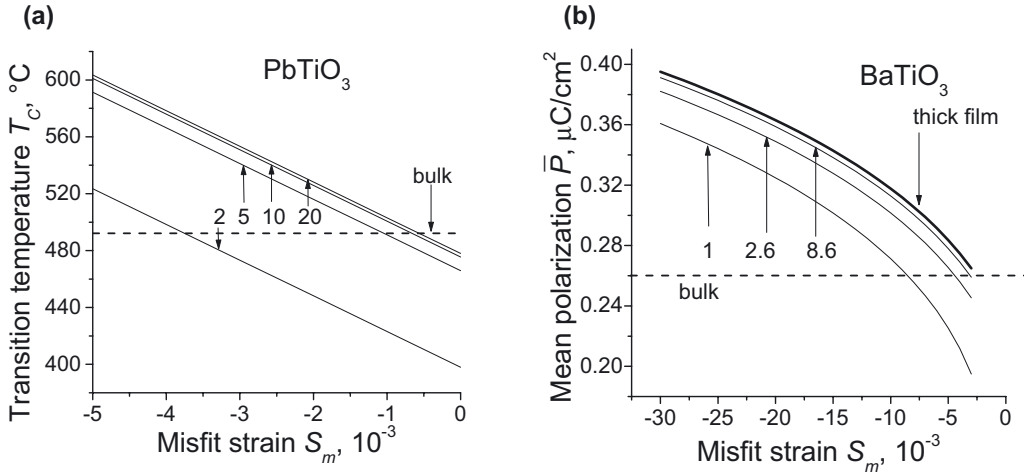 (a)
PbTiO3
Transition temperature TC, °C
600
560
520
480
440
400
bulk
2
5
10
20
-5
-4
-3
-2
-1
0
Misfit strain Sm, 10-3
(b)
BaTiO3
Mean polarization P̅, μC/cm2
0.40
0.36
0.32
0.28
0.24
0.20
thick film
1
2.6
8.6
bulk
-30
-25
-20
-15
-10
-5
0
Misfit strain Sm, 10-3